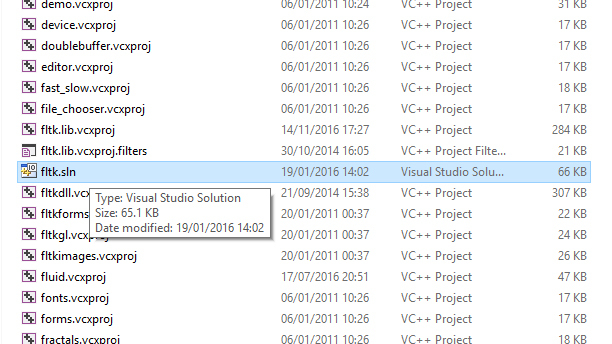 demo.vcxproj 06/01/2011 10:24 VC++ Project 31 KB
device.vcxproj 06/01/2011 10:26 VC++ Project 17 KB
doublebuffer.vcxproj 06/01/2011 10:26 VC++ Project 17 KB
editor.vcxproj 06/01/2011 10:26 VC++ Project 17 KB
fast_slow.vcxproj 06/01/2011 10:26 VC++ Project 18 KB
file_chooser.vcxproj 06/01/2011 10:26 VC++ Project 17 KB
fltk.lib.vcxproj 14/11/2016 17:27 VC++ Project 284 KB
fltk.lib.vcxproj.filters 30/10/2014 16:05 VC++ Project Filte... 21 KB
fltk.sln 19/01/2016 14:02 Visual Studio Solu... 66 KB
fltkdll.vcxproj 21/09/2014 15:38 VC++ Project 307 KB
Type: Visual Studio Solution
fltkforms 20/01/2011 00:37 VC++ Project 22 KB
Size: 65.1 KB
fltkgl.vcxproj 20/01/2011 00:37 VC++ Project 24 KB
Date modified: 19/01/2016 14:02
fltkimages.vcxproj 20/01/2011 00:37 VC++ Project 26 KB
fluid.vcxproj 17/07/2016 20:51 VC++ Project 47 KB
fonts.vcxproj 06/01/2011 10:26 VC++ Project 17 KB
forms.vcxproj 06/01/2011 10:26 VC++ Project 17 KB
fractals.vcxproj 06/01/2011 10:26 VC++ Project 18 KB